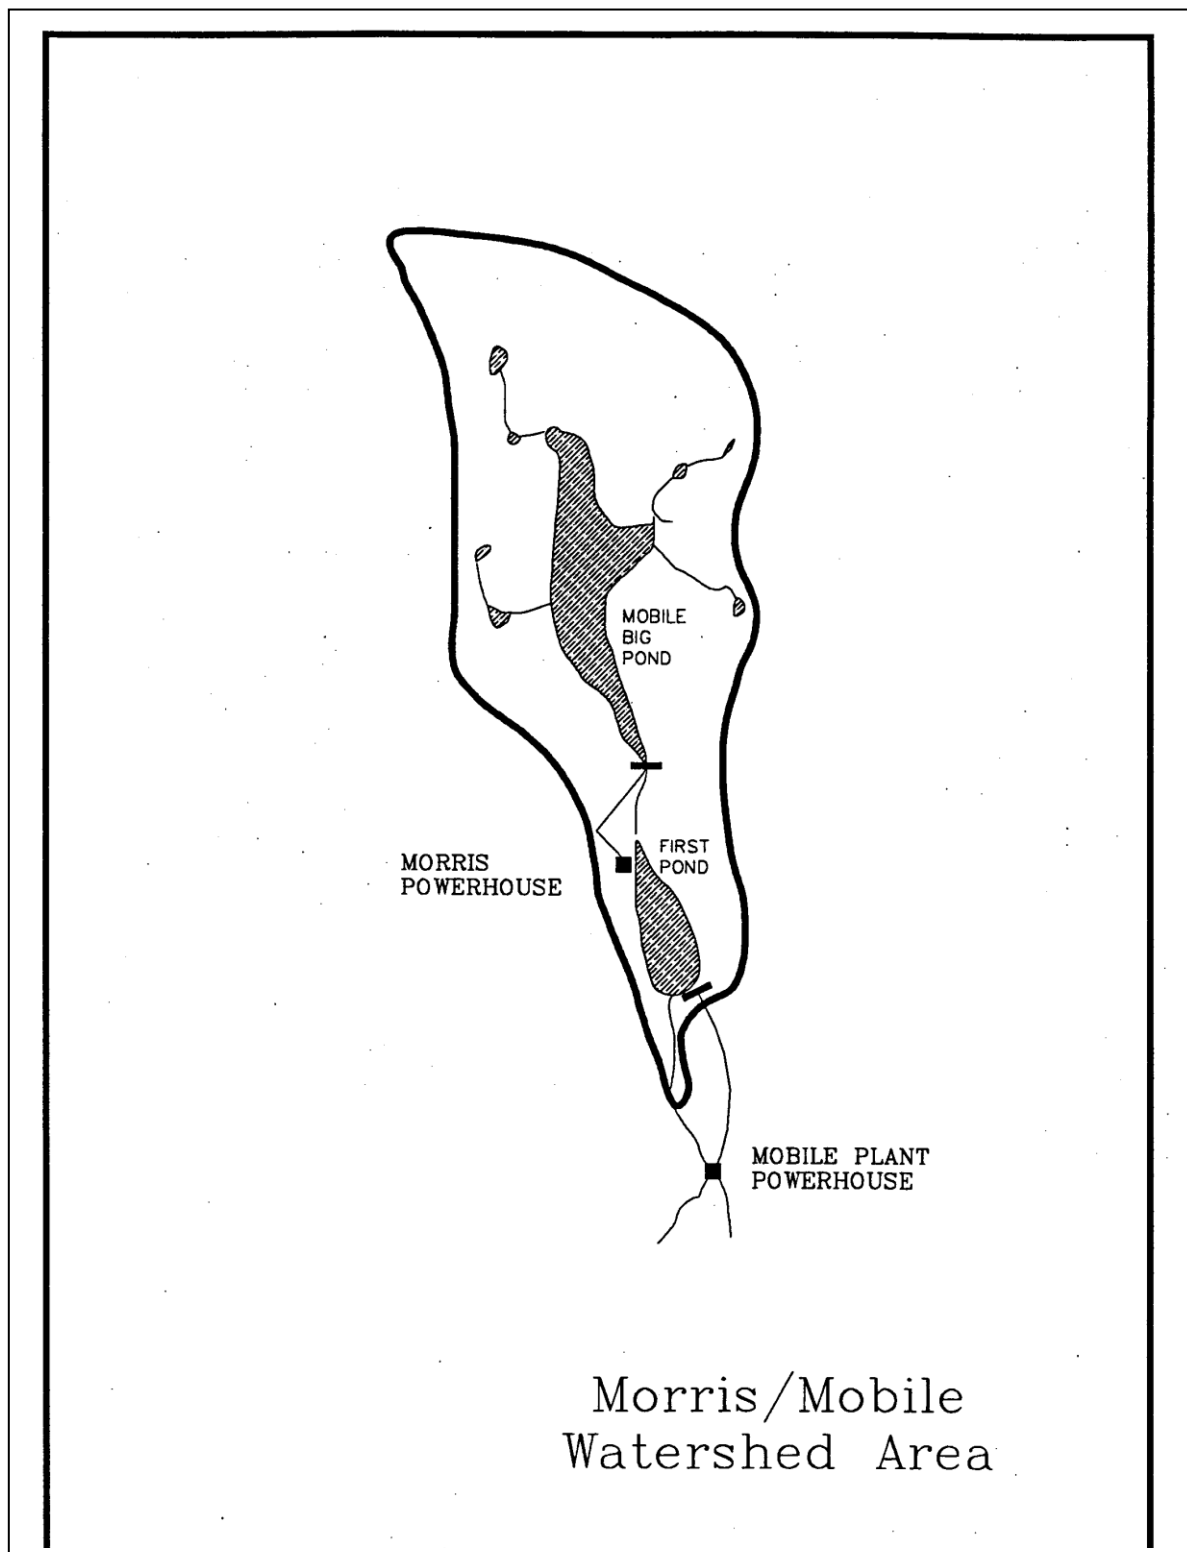 MOBILE
BIG
POND
FIRST
POND
MORRIS
POWERHOUSE
MOBILE PLANT
POWERHOUSE
Morris/Mobile
Watershed Area